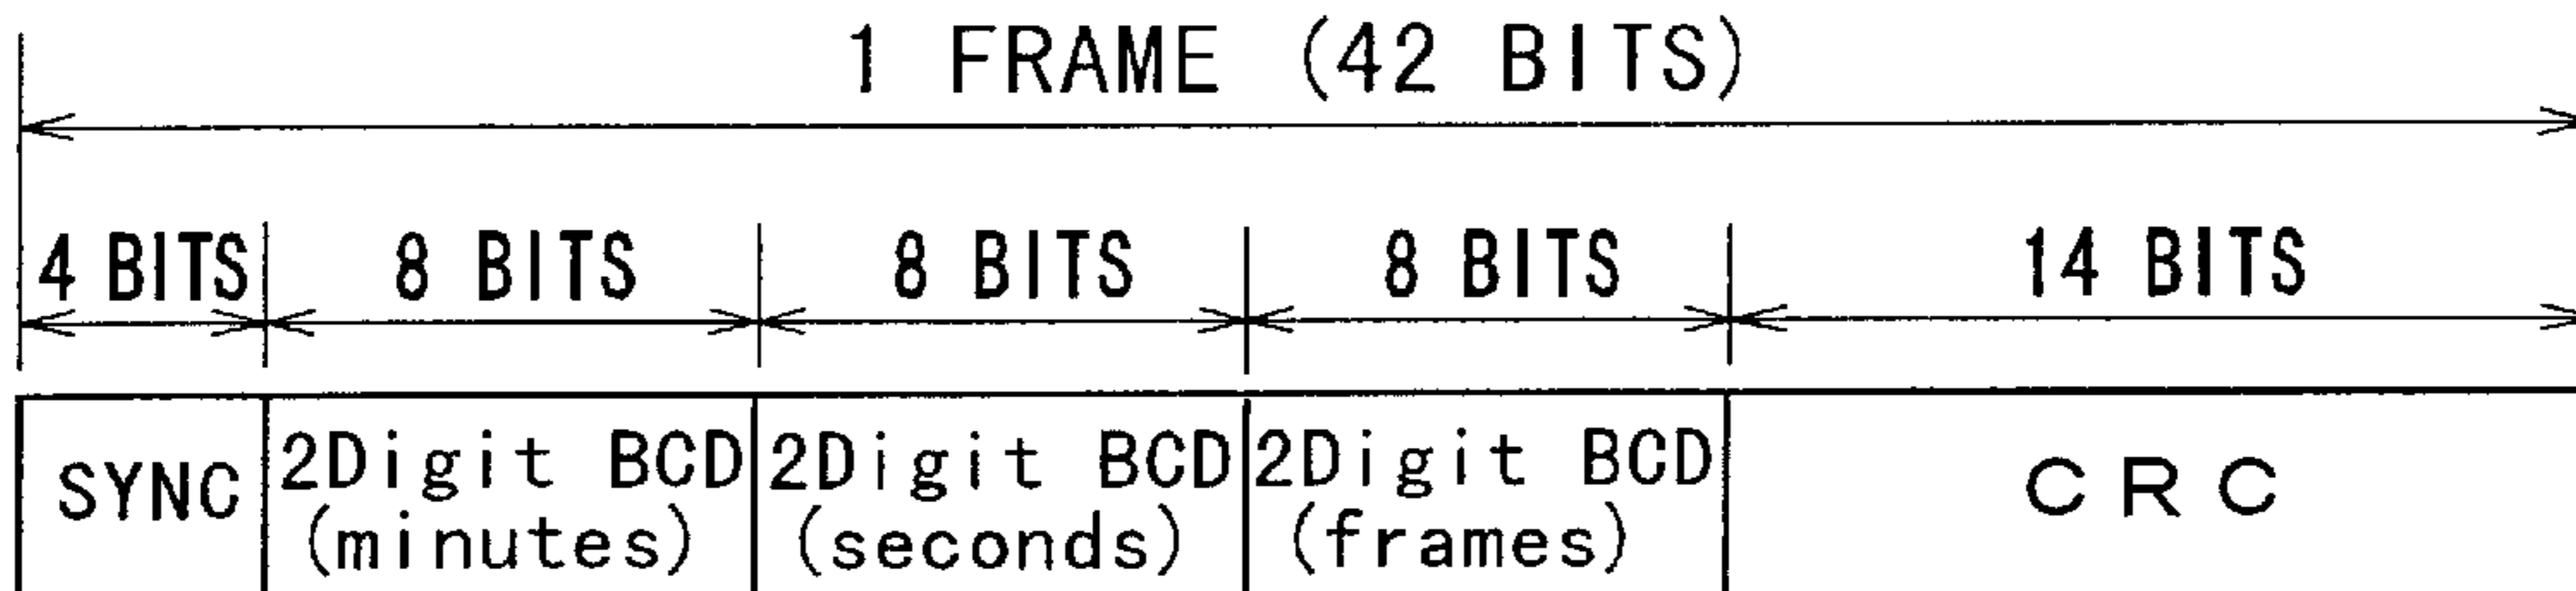 1 FRAME (42 BITS)
4 BITS 8 BITS 8 BITS 8 BITS 14 BITS
SYNC 2Digit BCD (minutes) 2Digit BCD (seconds) 2Digit BCD (frames) CRC